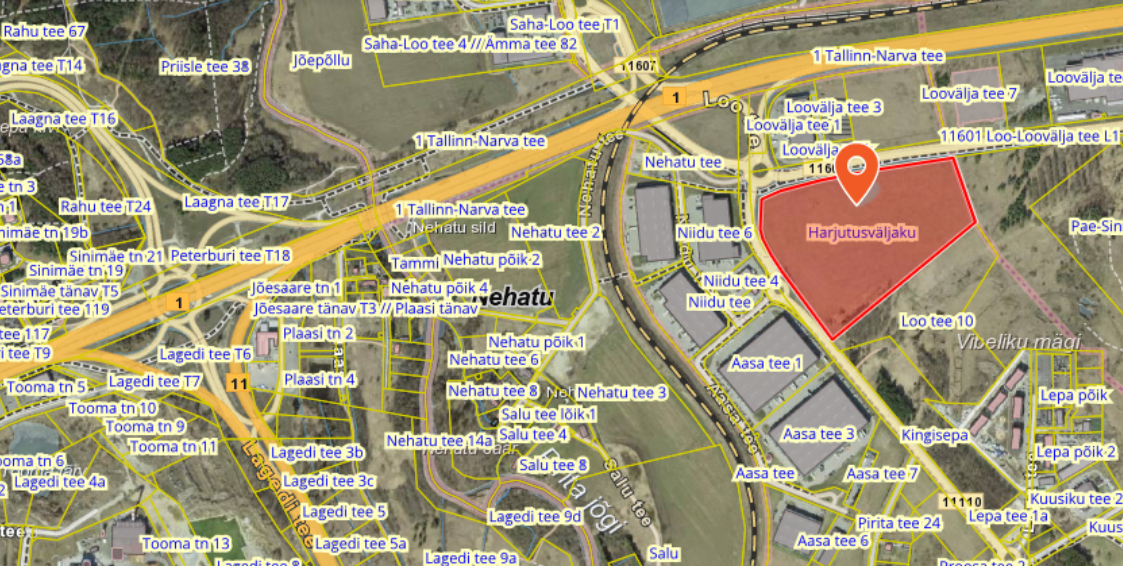 Saha-Loo tee T1
Rahu tee 67
Saha-Loo tee 4 // Ämma tee 82
1 Tallinn-Narva tee
Jõepõllu
Priisle tee 38
11607
Loovälja tee 7
1
Loo tee
Loovälja tee 3
Laagna tee T16
Loovälja tee 1
11601 Loo-Loovälja tee L1
1 Tallinn-Narva tee
Nehatu tee
Loovälja
Nehatu tee
Laagna tee T17
Rahu tee T24
1 Tallinn-Narva tee
Nehatu sild
Nehatu tee 2
Niidu tee 6
Harjutusväljaku
Sinimäe tn 21
Peterburi tee T18
Tammi
Nehatu põik 2
Sinimäe tn 19
Niidu tee 4
Sinimäe tänav T5
Jõesaare tn 1
Nehatu põik 4
Nehatu
Niidu tee
1
Jõesaare tänav T3 // Plaasi tänav
Loo tee 10
Plaasi tn 2
Nehatu põik 1
Vibeliku mägi
Lagedi tee T6
Nehatu tee 6
Aasa tee 1
Lagedi tee T7
11
Plaasi tn 4
Tooma tn 5
Nehatu tee 8
Nehatu tee 3
Lepa põik
Tooma tn 10
Salu tee lõik 1
Aasa tee
Tooma tn 9
Salu tee 4
Aasa tee 3
Kingisepa
Nehatu tee 14a
Tooma tn 11
Lagedi tee 3b
Lepa põik 2
Salu tee 8
Aasa tee
Aasa tee 7
Lagedi tee 4a
Lagedi tee 3c
Lagedi tee
Pirita jõgi
Salu tee
11110
Kuusiku tee 2
Lagedi tee 5
Lagedi tee 9d
Lepa tee 1a
Pirita tee 24
Tooma tn 13
Lagedi tee 5a
Aasa tee 6
Salu
Lagedi tee 9a